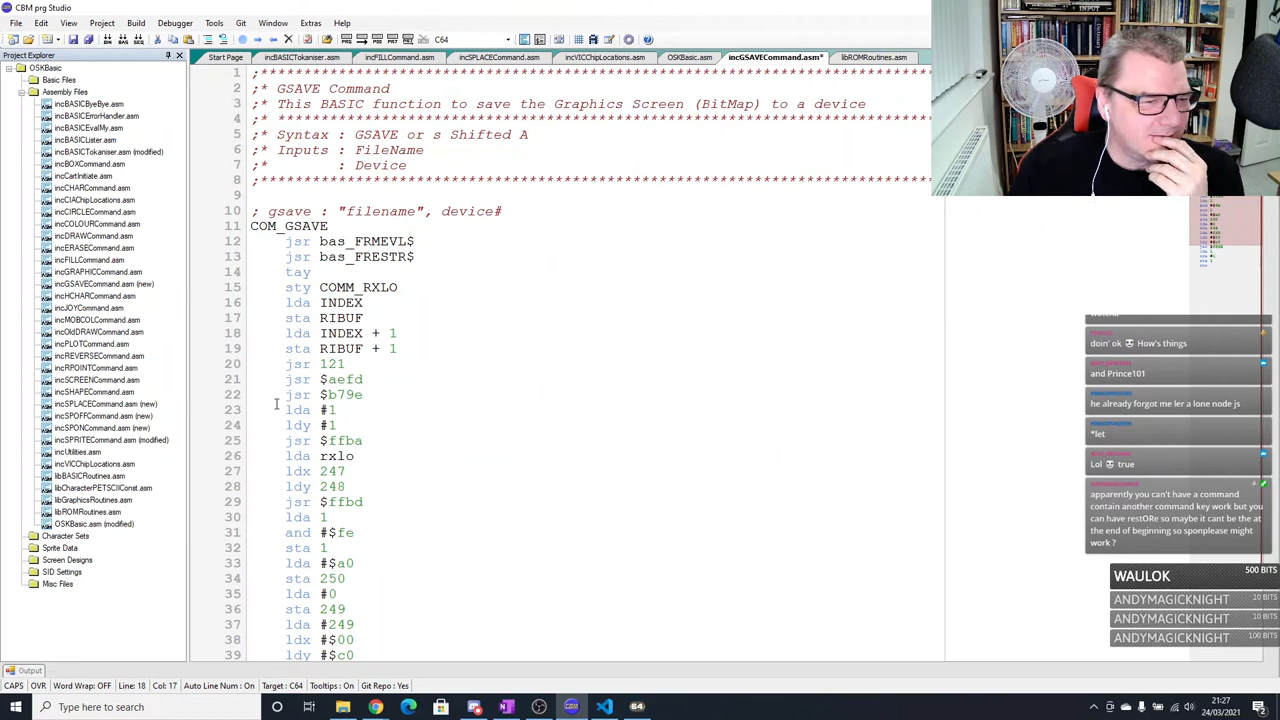 CBM prg Studio
File Edit View Project Build Debugger Tools Git Window Extras Help
C64
Project Explorer
Start Page incBASICTokaniser.asm incFILLCommand.asm incSPLACECommand.asm incVICChipLocations.asm OSKBasic.asm incGSAVECommand.asm* libROMRoutines.asm
OSKBasic
Basic Files
Assembly Files
incBASICByeBye.asm
incBASICErrorHandler.asm
incBASICEvalMy.asm
incBASICLister.asm
incBASICTokaniser.asm (modified)
incBOXCommand.asm
incCartInitiate.asm
incCHARCommand.asm
incCIAChipLocations.asm
incCIRCLECommand.asm
incCOLOURCommand.asm
incDRAWCommand.asm
incERASECommand.asm
incFILLCommand.asm
incGRAPHICCommand.asm
incGSAVECommand.asm (new)
incHCHARCommand.asm
incJOYCommand.asm
incMOBCOLCommand.asm
incOldDRAWCommand.asm
incPLOTCommand.asm
incREVERSECommand.asm
incRPOINTCommand.asm
incSCREENCommand.asm
incSHAPECommand.asm
incSPLACECommand.asm (new)
incSPOFFCommand.asm (new)
incSPONCommand.asm (new)
incSPRITECommand.asm (modified)
incUtilities.asm
incVICChipLocations.asm
libBASICRoutines.asm
libCharacterPETSCIIConst.asm
libGraphicsRoutines.asm
libROMRoutines.asm
OSKBasic.asm (modified)
Character Sets
Sprite Data
Screen Designs
SID Settings
Misc Files
1 ;*******************************************************
2 ;* GSAVE Command
3 ;* This BASIC function to save the Graphics Screen (BitMap) to a device
4 ;*******************************************************
5 ;* Syntax : GSAVE or s Shifted A
6 ;* Inputs : FileName
7 ;* : Device
8 ;*******************************************************
9
10 ; gsave : "filename", device#
11 COM_GSAVE
12 jsr bas_FRMEVL$
13 jsr bas_FRESTR$
14 tay
15 sty COMM_RXLO
16 lda INDEX
17 sta RIBUF
18 lda INDEX + 1
19 sta RIBUF + 1
20 jsr 121
21 jsr $aefd
22 jsr $b79e
23 lda #1
24 ldy #1
25 jsr $ffba
26 lda rxlo
27 ldx 247
28 ldy 248
29 jsr $ffbd
30 lda 1
31 and #$fe
32 sta 1
33 lda #$a0
34 sta 250
35 lda #0
36 sta 249
37 lda #249
38 ldx #$00
39 ldy #$c0
doin' ok How's things
and Prince101
he already forgot me ler a lone node js
*let
Lol true
apparently you can't have a command
contain another command key work but you
can have restORe so maybe it cant be the at
the end of beginning so sponplease might
work ?
WAULOK 500 BITS
ANDYMAGICKNIGHT 10 BITS
ANDYMAGICKNIGHT 10 BITS
ANDYMAGICKNIGHT 100 BITS
Output
CAPS OVR Word Wrap: OFF Line: 18 Col: 17 Auto Line Num : On Target : C64 Tooltips : On Git Repo : Yes
Type here to search
21:27
24/03/2021